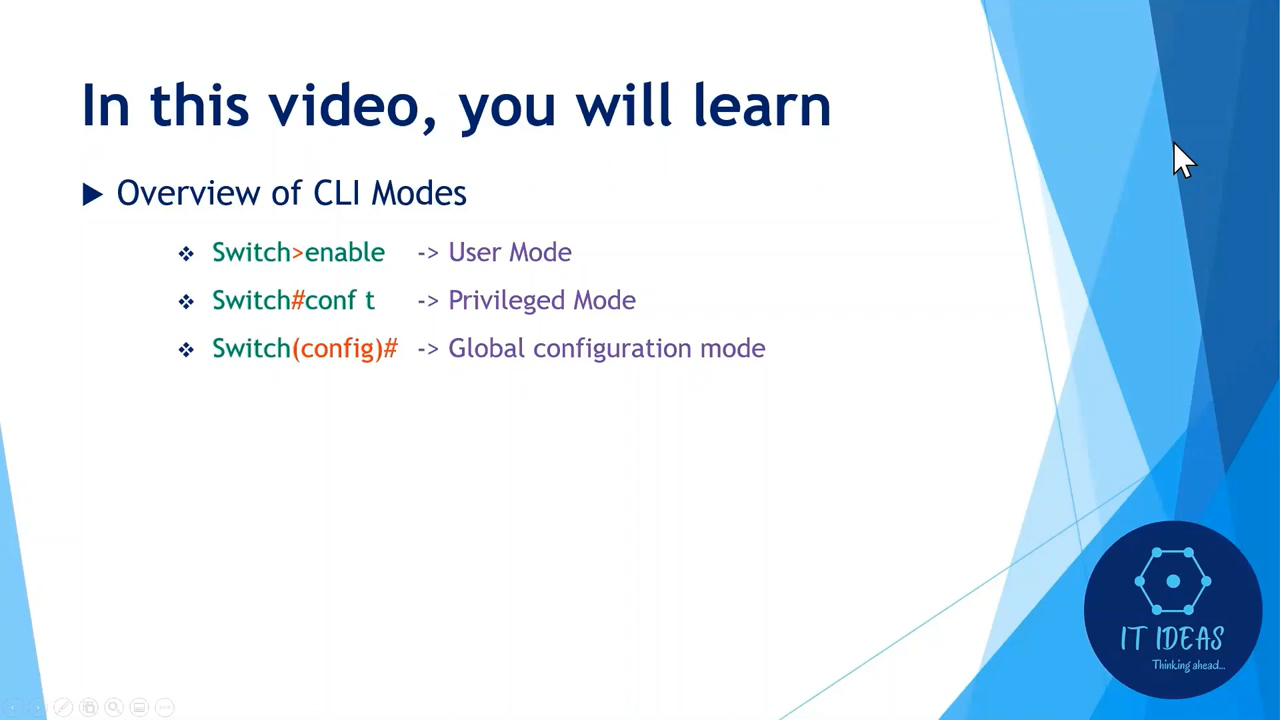 In this video, you will learn
Overview of CLI Modes
Switch>enable -> User Mode
Switch#conf t -> Privileged Mode
Switch(config)# -> Global configuration mode
IT IDEAS
Thinking ahead...